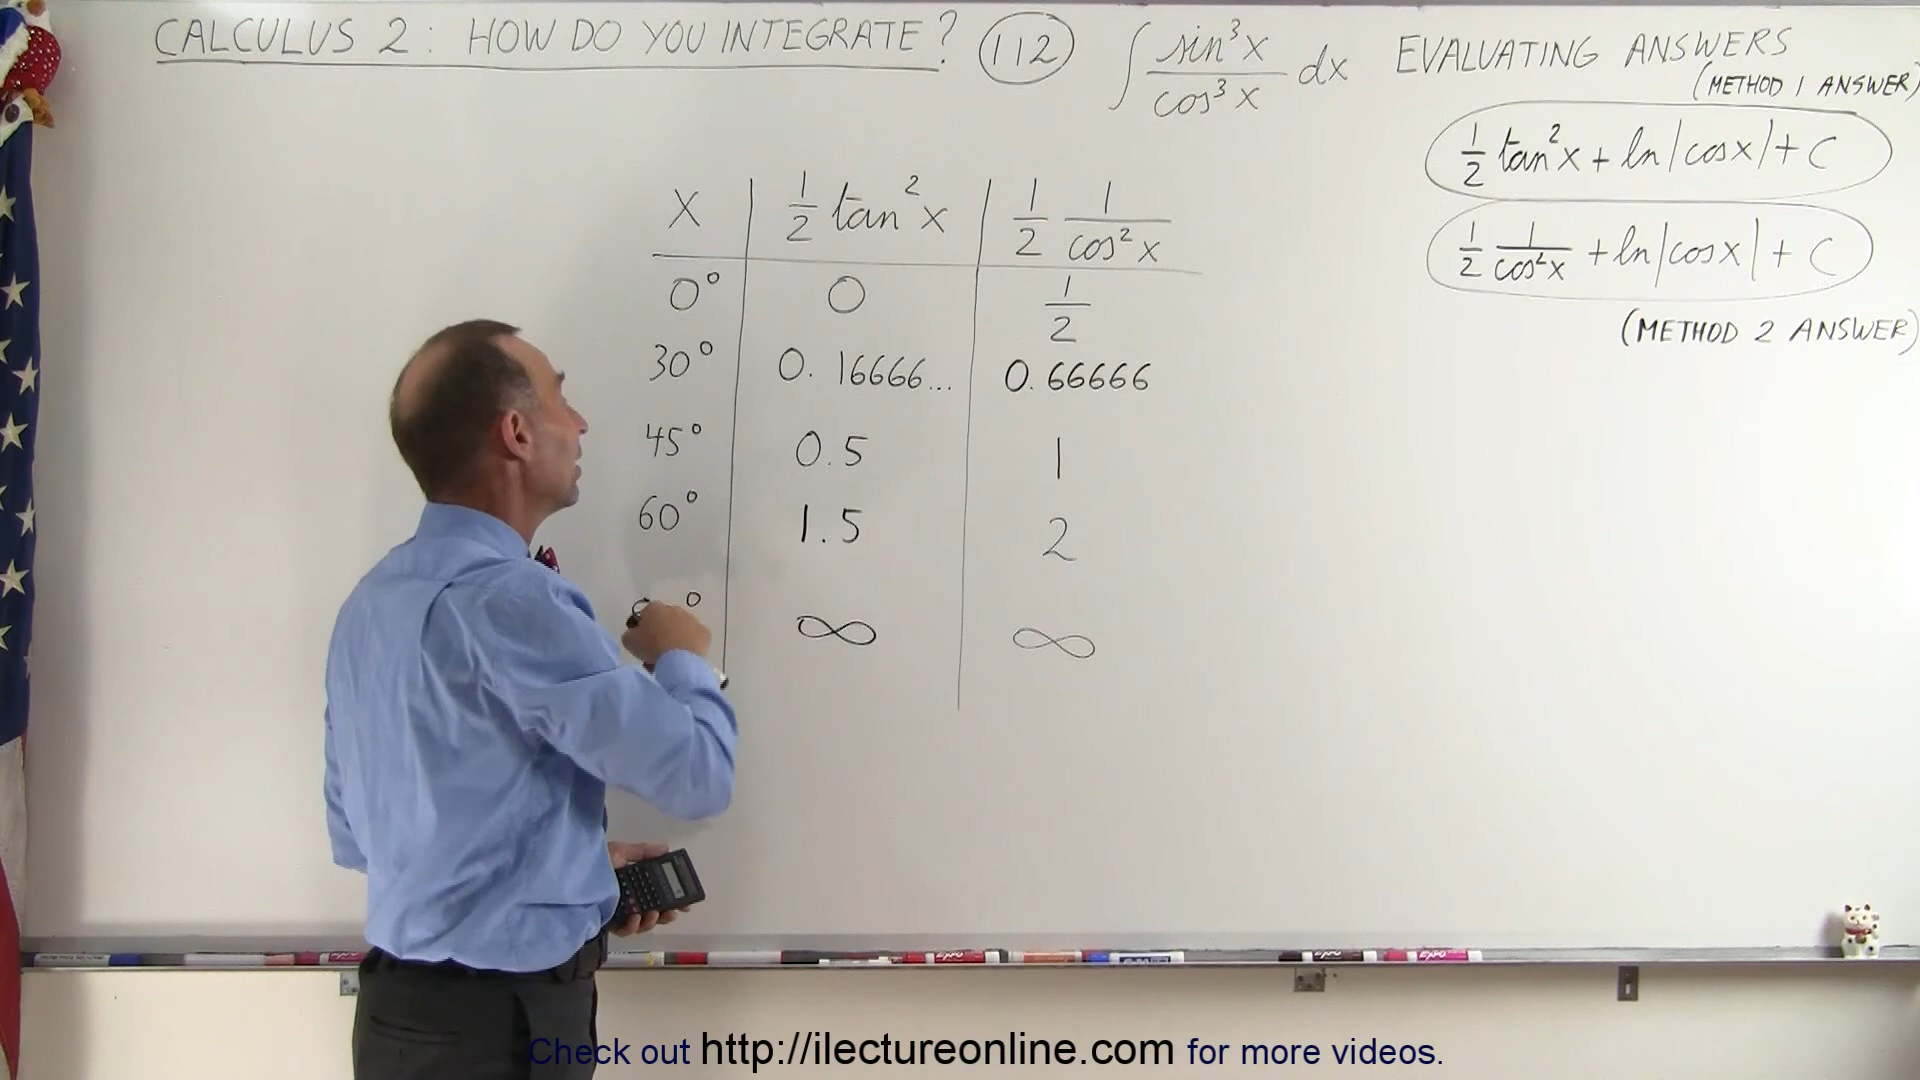 CALCULUS 2: HOW DO YOU INTEGRATE? 112 ∫ sin³x / cos³x dx EVALUATING ANSWERS
(METHOD 1 ANSWER)
1/2 tan²x + ln|cosx| + C
1/2 1/cos²x + ln|cosx| + C
(METHOD 2 ANSWER)
X 1/2 tan²x 1/2 1/cos²x
0° 0 1/2
30° 0.16666... 0.66666
45° 0.5 1
60° 1.5 2
° ∞ ∞
Check out http://ilectureonline.com for more videos.